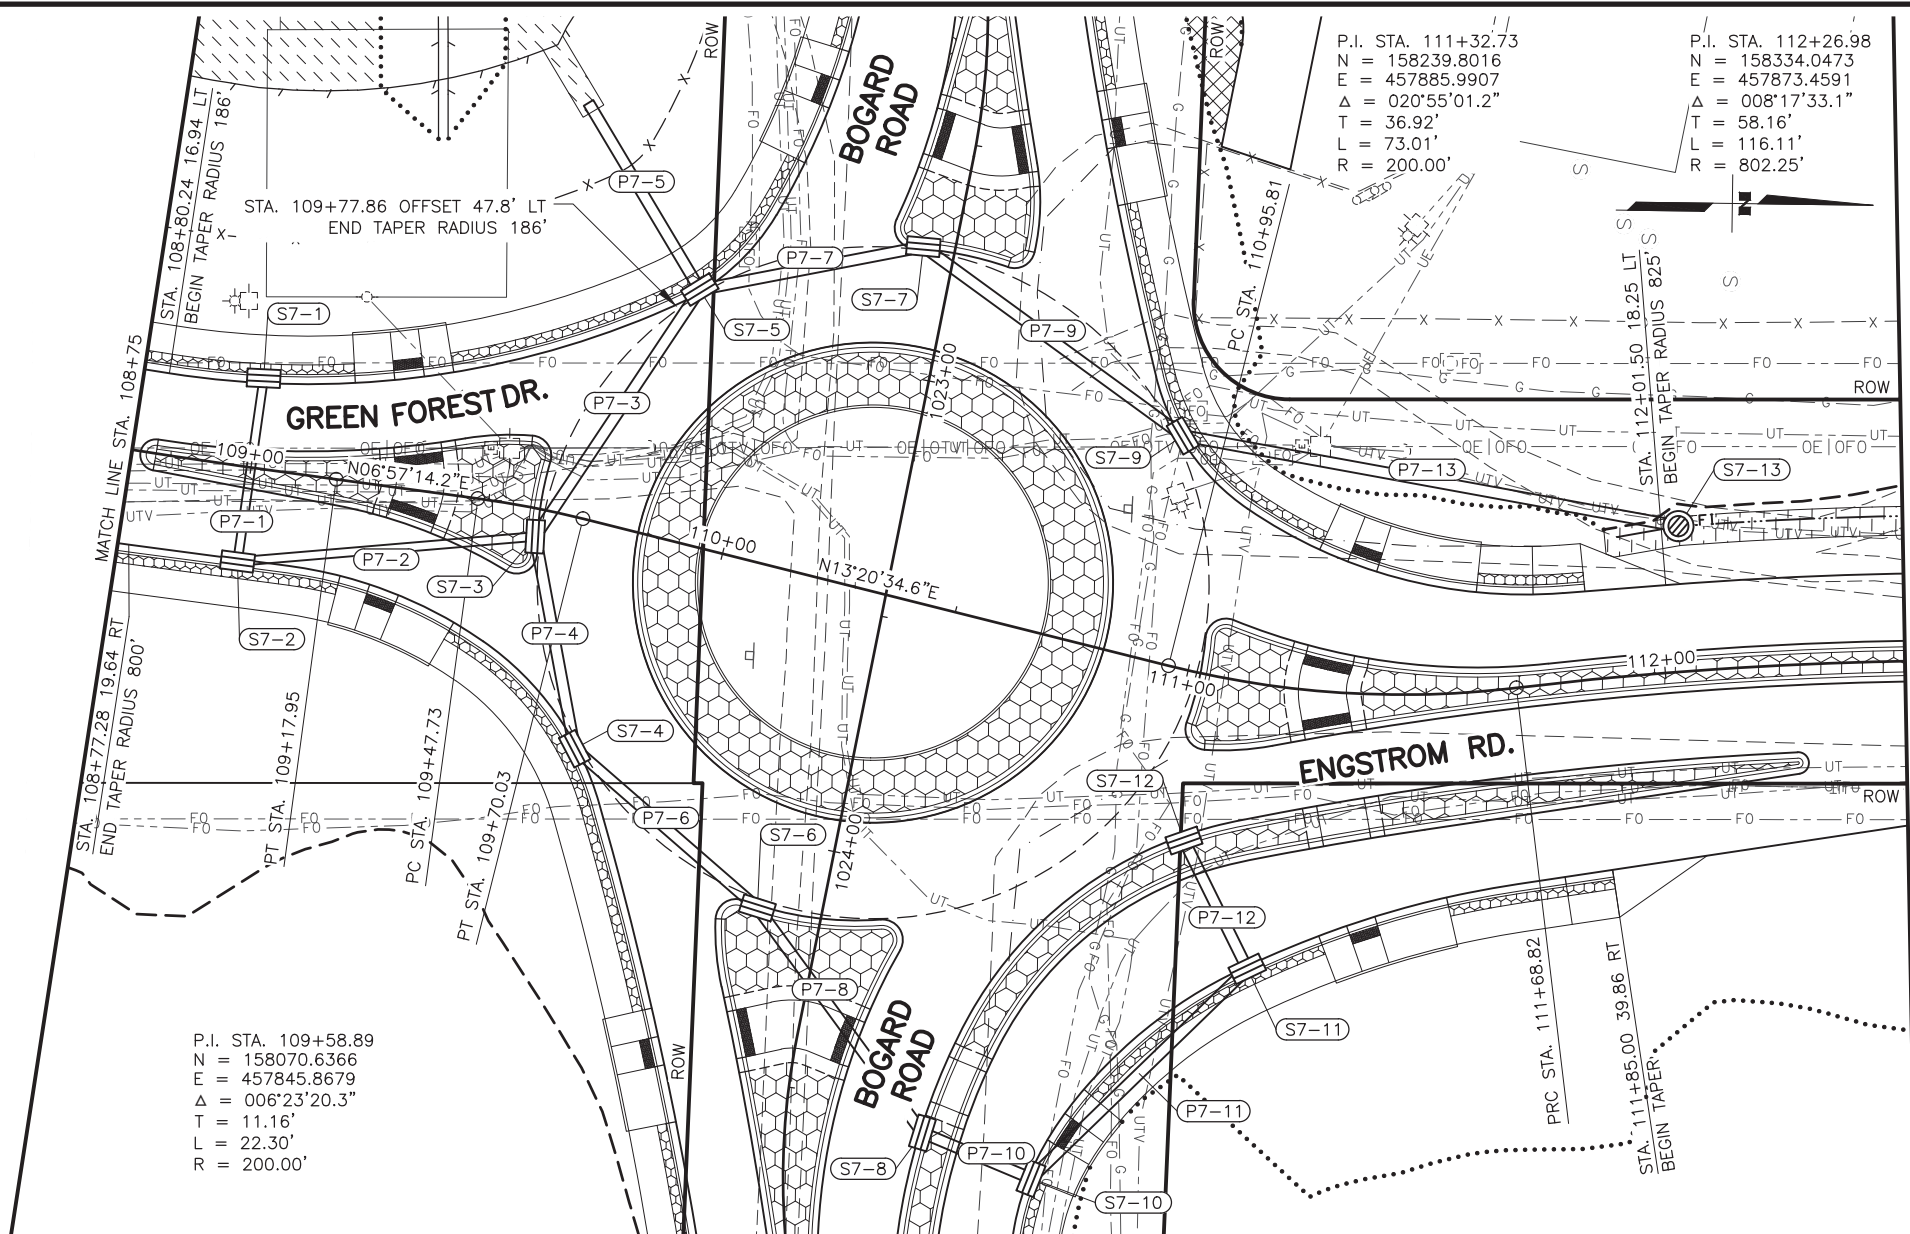 P.I. STA. 111+32.73
N = 158239.8016
E = 457885.9907
Δ = 020°55'01.2"
T = 36.92'
L = 73.01'
R = 200.00'
P.I. STA. 112+26.98
N = 158334.0473
E = 457873.4591
Δ = 008°17'33.1"
T = 58.16'
L = 116.11'
R = 802.25'
N
ROW
ROW
BOGARD
ROAD
STA. 108+80.24 16.94 LT
BEGIN TAPER RADIUS 186'
STA. 109+77.86 OFFSET 47.8' LT
END TAPER RADIUS 186'
P7-5
P7-7
S7-7
S7-1
S7-5
P7-9
PC STA. 110+95.81
STA. 112+01.50 18.25 LT
BEGIN TAPER RADIUS 825'
MATCH LINE STA. 108+75
GREEN FOREST DR.
P7-3
1023+00
ROW
S7-9
P7-13
S7-13
109+00
N06°57'14.2"E
P7-1
P7-2
S7-3
110+00
N13°20'34.6"E
S7-2
P7-4
S7-4
111+00
112+00
STA. 108+77.28 19.64 RT
END TAPER RADIUS 800'
PT STA. 109+17.95
PC STA. 109+47.73
PT STA. 109+70.03
ENGSTROM RD.
S7-12
ROW
P7-6
S7-6
1024+00
P7-12
P7-8
S7-11
BOGARD
ROAD
PRC STA. 111+68.82
STA. 111+85.00 39.86 RT
BEGIN TAPER
ROW
P7-11
S7-8
P7-10
S7-10
P.I. STA. 109+58.89
N = 158070.6366
E = 457845.8679
Δ = 006°23'20.3"
T = 11.16'
L = 22.30'
R = 200.00'